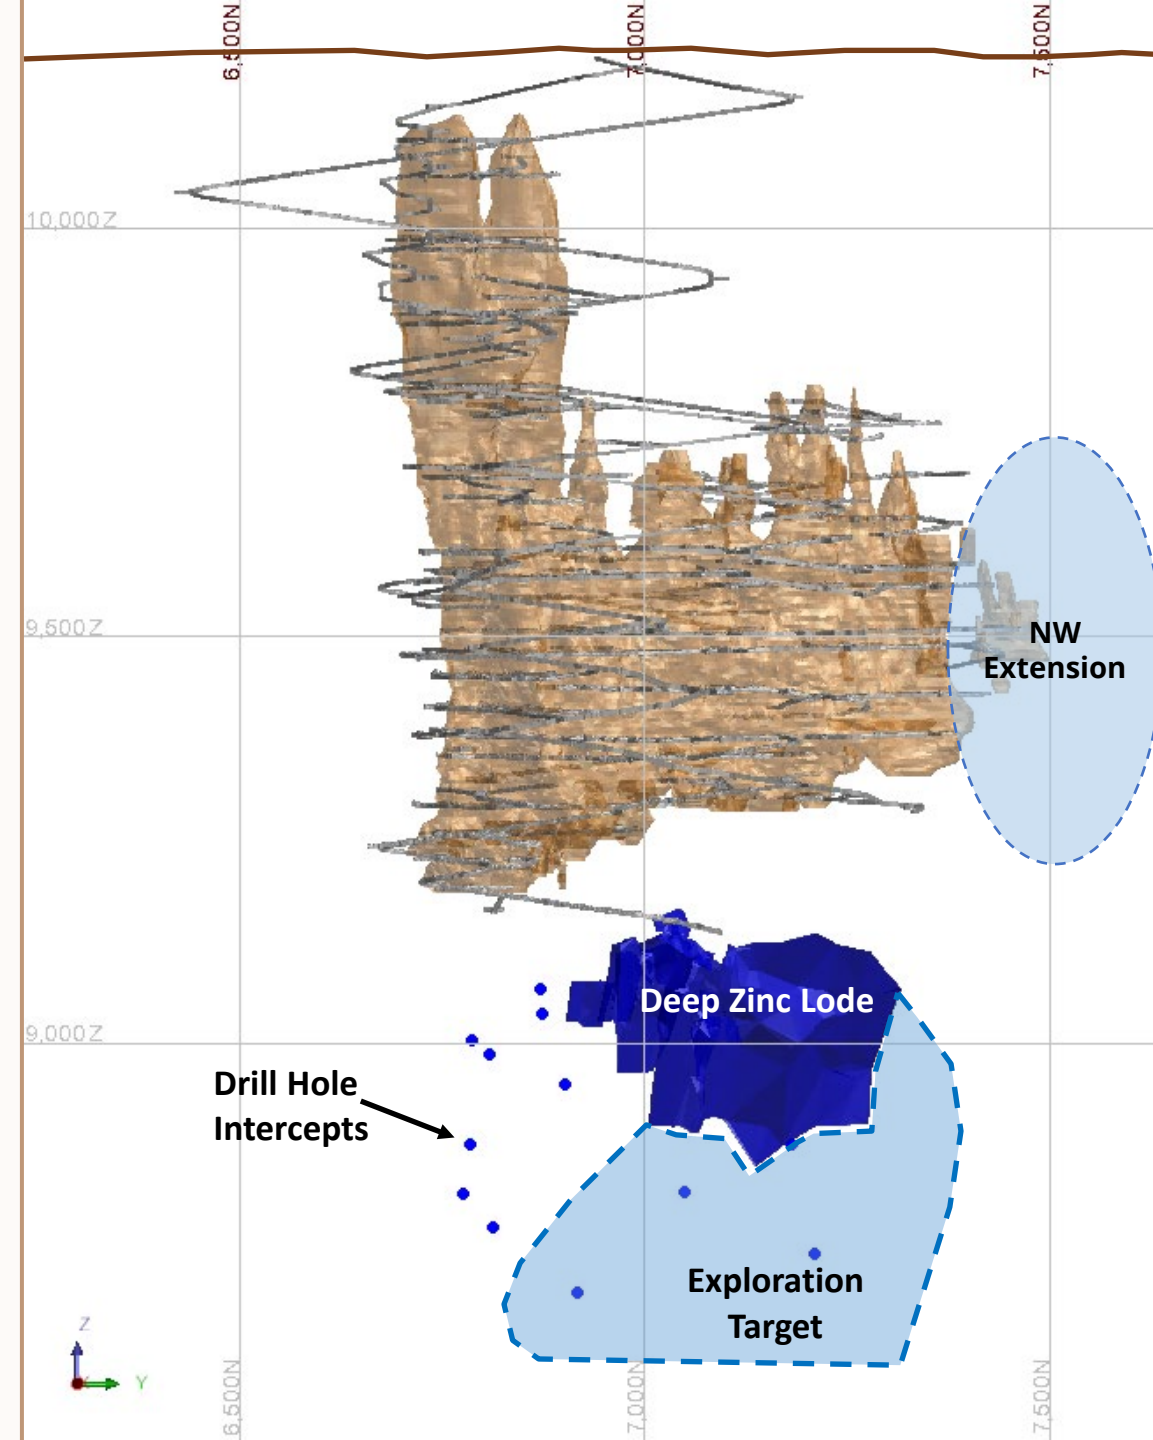 6,500N
7,000N
7,500N
10,000Z
9,500Z
NW
Extension
Deep Zinc Lode
9,000Z
Drill Hole
Intercepts
Exploration
Target
Z
Y
6,500N
7,000N
7,500N